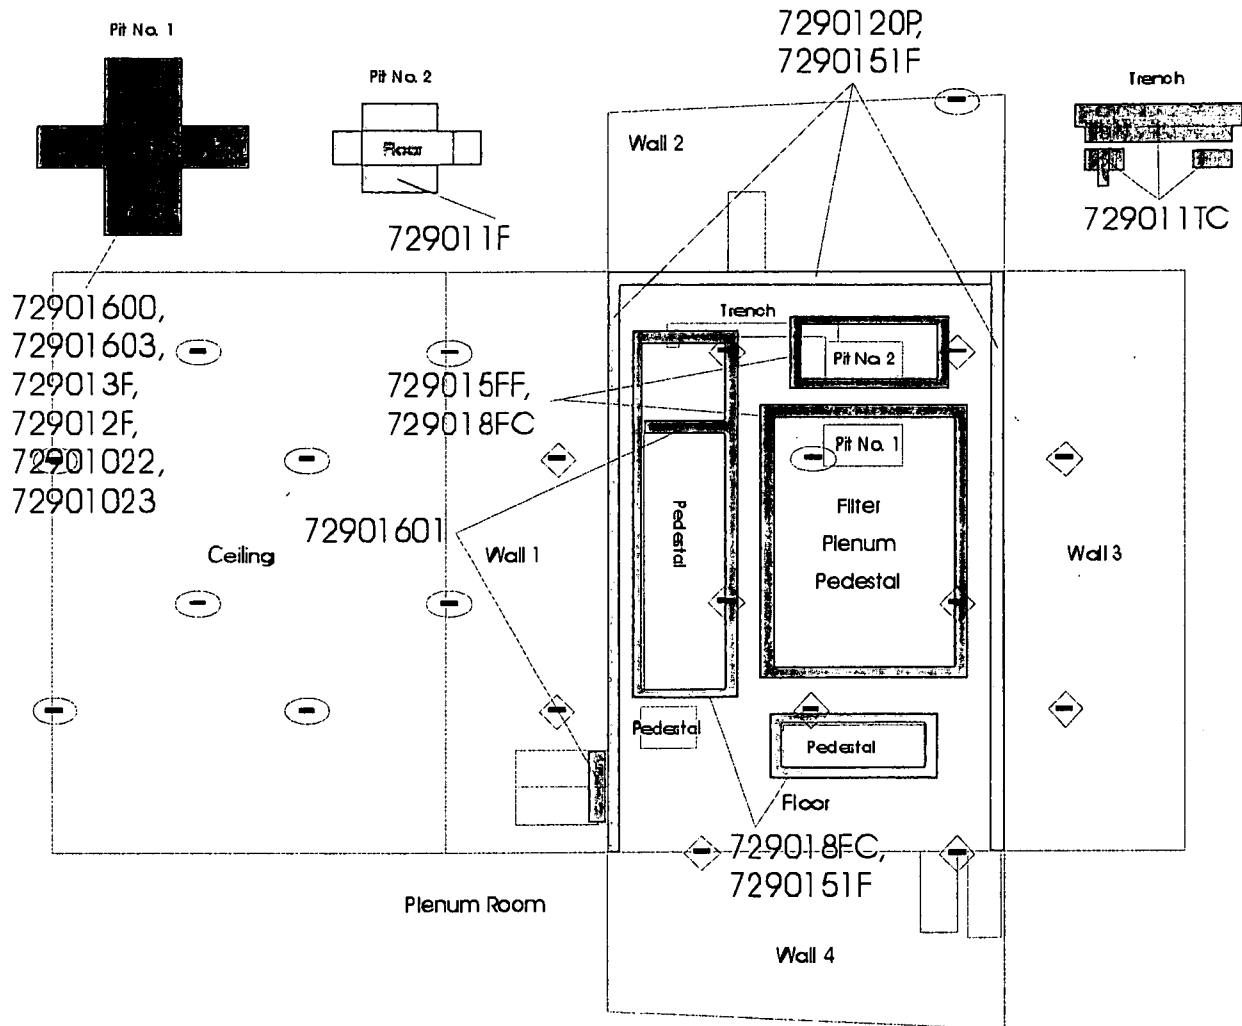 Pit No. 1
Pit No. 2
Floor
729011F
7290120P,
7290151F
Wall 2
Trench
729011TC
72901600,
72901603,
729013F,
729012F,
72901022,
72901023
Trench
Pit No. 2
729015FF,
729018FC
Pit No. 1
72901601
Ceiling
Wall 1
Pedestal
Filter
Plenum
Pedestal
Wall 3
Pedestal
Pedestal
Floor
729018FC,
7290151F
Plenum Room
Wall 4